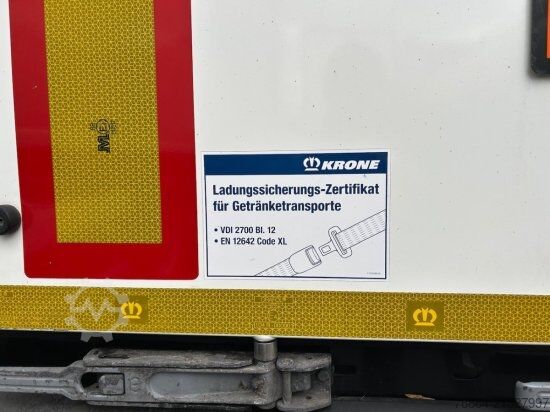 KRONE
Ladungssicherungs-Zertifikat
für Getränketransporte
• VDI 2700 Bl. 12
• EN 12642 Code XL